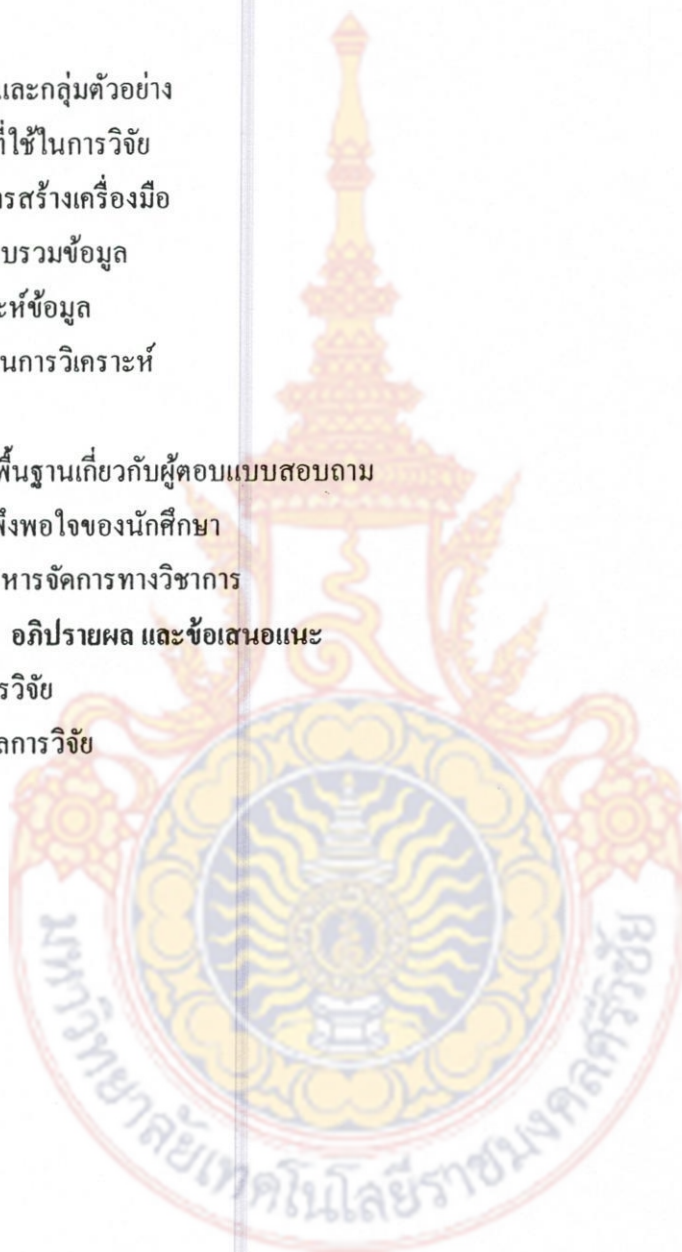 และกลุ่มตัวอย่าง
ที่ใช้ในการวิจัย
ารสร้างเครื่องมือ
บรวมข้อมูล
ะห์ข้อมูล
นการวิเคราะห์
พื้นฐานเกี่ยวกับผู้ตอบแบบสอบถาม
พึงพอใจของนักศึกษา
หารจัดการทางวิชาการ
อภิปรายผล และข้อเสนอแนะ
รวิจัย
ลการวิจัย
มหาวิทยาลัยเทคโนโลยีราชมงคลศรีวิชัย